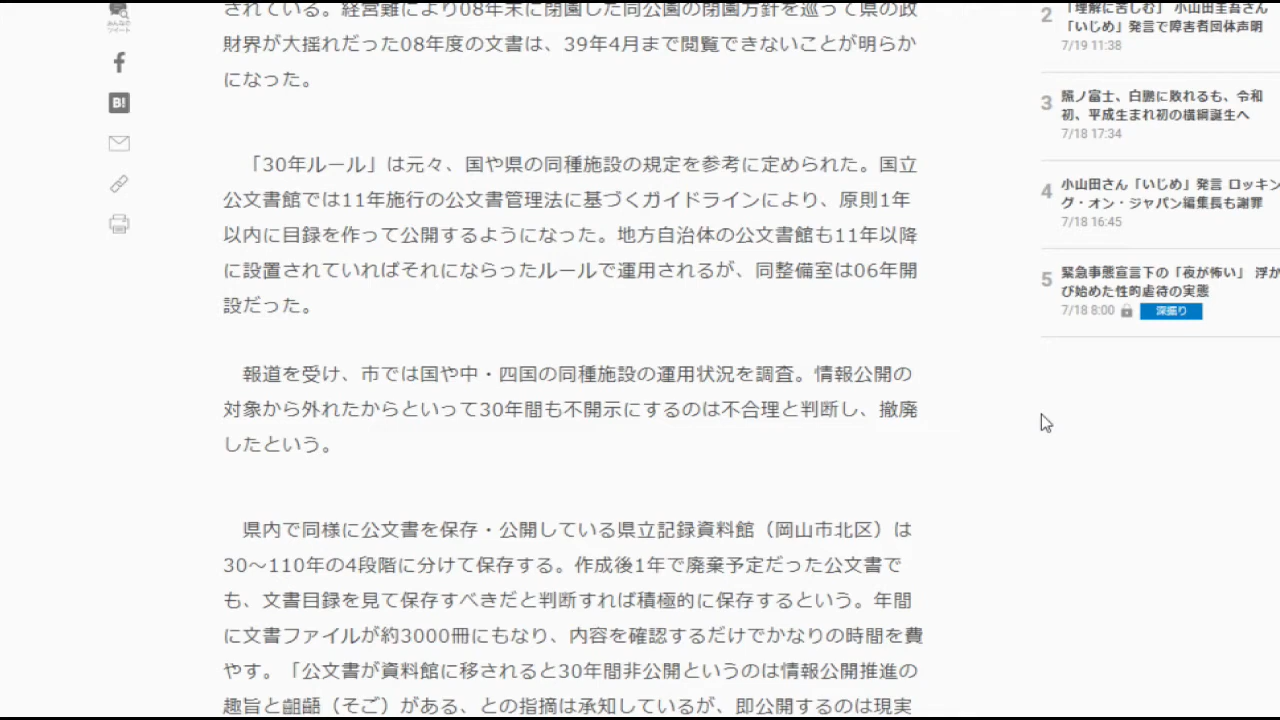 されている。経営難により08年末に閉園した同公園の閉園方針を巡って県の政
財界が大揺れだった08年度の文書は、39年4月まで閲覧できないことが明らか
になった。
「30年ルール」は元々、国や県の同種施設の規定を参考に定められた。国立
公文書館では11年施行の公文書管理法に基づくガイドラインにより、原則1年
以内に目録を作って公開するようになった。地方自治体の公文書館も11年以降
に設置されていればそれにならったルールで運用されるが、同整備室は06年開
設だった。
報道を受け、市では国や中・四国の同種施設の運用状況を調査。情報公開の
対象から外れたからといって30年間も不開示にするのは不合理と判断し、撤廃
したという。
県内で同様に公文書を保存・公開している県立記録資料館（岡山市北区）は
30〜110年の4段階に分けて保存する。作成後1年で廃棄予定だった公文書で
も、文書目録を見て保存すべきだと判断すれば積極的に保存するという。年間
に文書ファイルが約3000冊にもなり、内容を確認するだけでかなりの時間を費
やす。「公文書が資料館に移されると30年間非公開というのは情報公開推進の
趣旨と齟齬（そご）がある、との指摘は承知しているが、即公開するのは現実
みんなの
ツイート
B!
2
「理解に苦しむ」 小山田圭吾さん
「いじめ」発言で障害者団体声明
7/19 11:38
3
照ノ富士、白鵬に敗れるも、令和
初、平成生まれ初の横綱誕生へ
7/18 17:34
4
小山田さん「いじめ」発言 ロッキン
グ・オン・ジャパン編集長も謝罪
7/18 16:45
5
緊急事態宣言下の「夜が怖い」 浮か
び始めた性的虐待の実態
7/18 8:00 深掘り